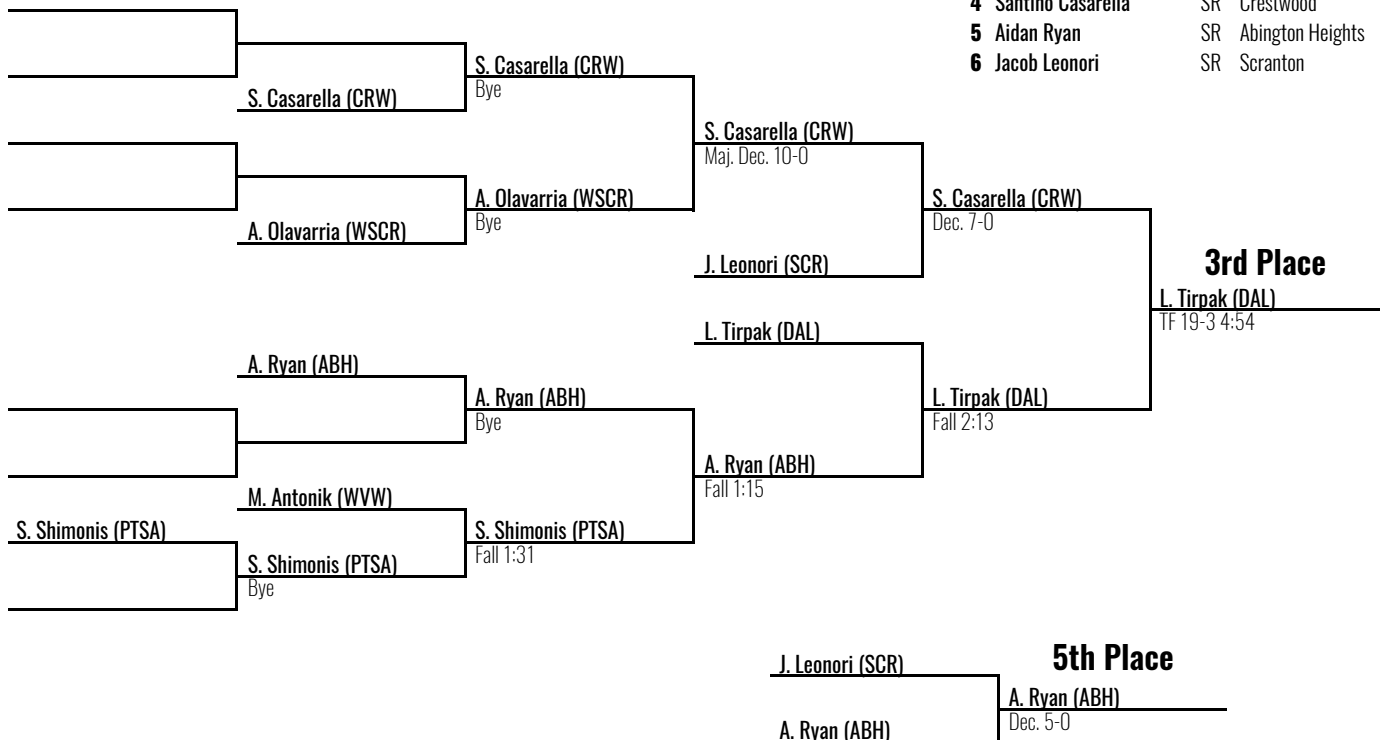 4 Santino Casarella SR Crestwood
5 Aidan Ryan SR Abington Heights
6 Jacob Leonori SR Scranton
S. Casarella (CRW)
Bye
S. Casarella (CRW)
S. Casarella (CRW)
Maj. Dec. 10-0
A. Olavarria (WSCR)
Bye
A. Olavarria (WSCR)
S. Casarella (CRW)
Dec. 7-0
J. Leonori (SCR)
3rd Place
L. Tirpak (DAL)
TF 19-3 4:54
L. Tirpak (DAL)
A. Ryan (ABH)
A. Ryan (ABH)
Bye
L. Tirpak (DAL)
Fall 2:13
A. Ryan (ABH)
Fall 1:15
M. Antonik (WVW)
S. Shimonis (PTSA)
S. Shimonis (PTSA)
Fall 1:31
S. Shimonis (PTSA)
Bye
5th Place
J. Leonori (SCR)
A. Ryan (ABH)
Dec. 5-0
A. Ryan (ABH)